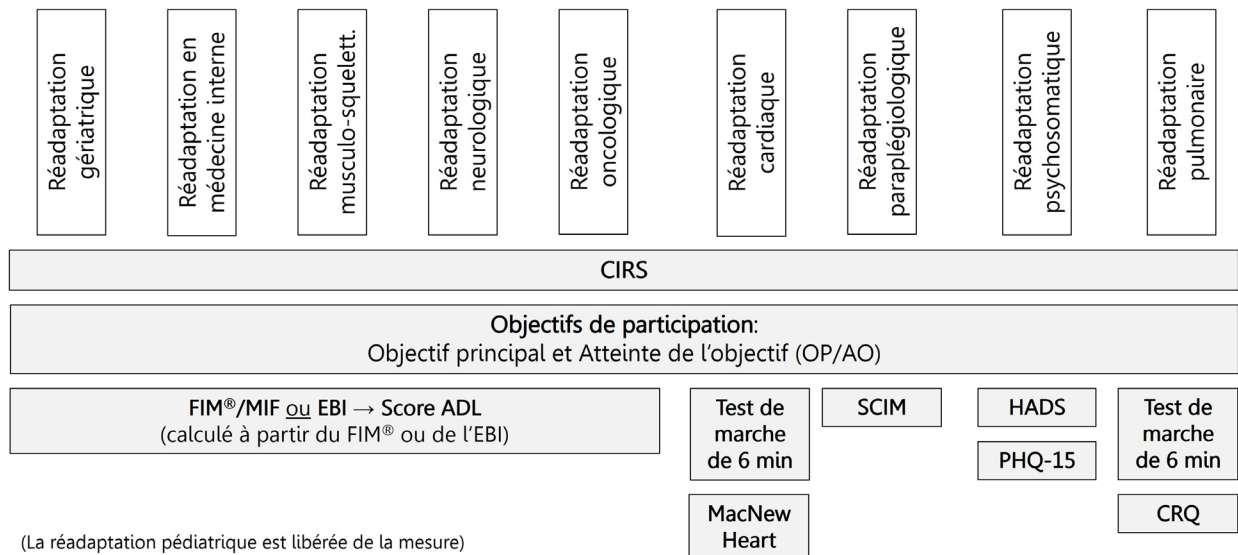 Réadaptation
gériatrique
Réadaptation en
médecine interne
Réadaptation
musculo-squelett.
Réadaptation
neurologique
Réadaptation
oncologique
Réadaptation
cardiaque
Réadaptation
paraplégiologique
Réadaptation
psychosomatique
Réadaptation
pulmonaire
CIRS
Objectifs de participation:
Objectif principal et Atteinte de l'objectif (OP/AO)
FIM®/MIF ou EBI → Score ADL
(calculé à partir du FIM® ou de l'EBI)
Test de
marche
de 6 min
MacNew
Heart
SCIM
HADS
PHQ-15
Test de
marche
de 6 min
CRQ
(La réadaptation pédiatrique est libérée de la mesure)